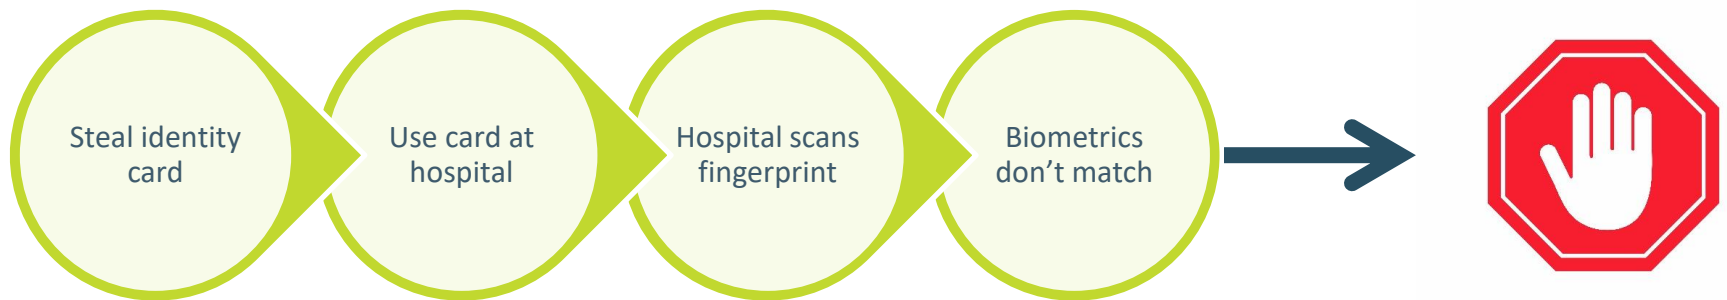 Steal identity
card
Use card at
hospital
Hospital scans
fingerprint
Biometrics
don’t match